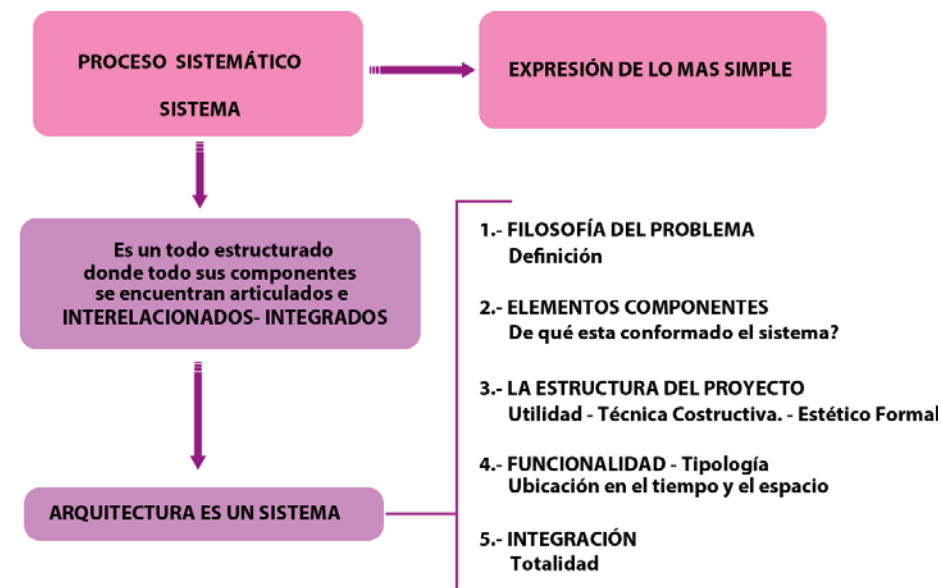 PROCESO SISTEMÁTICO
SISTEMA
EXPRESIÓN DE LO MAS SIMPLE
Es un todo estructurado
donde todo sus componentes
se encuentran articulados e
INTERELACIONADOS- INTEGRADOS
ARQUITECTURA ES UN SISTEMA
1.- FILOSOFÍA DEL PROBLEMA
Definición
2.- ELEMENTOS COMPONENTES
De qué esta conformado el sistema?
3.- LA ESTRUCTURA DEL PROYECTO
Utilidad - Técnica Costructiva. - Estético Formal
4.- FUNCIONALIDAD - Tipología
Ubicación en el tiempo y el espacio
5.- INTEGRACIÓN
Totalidad